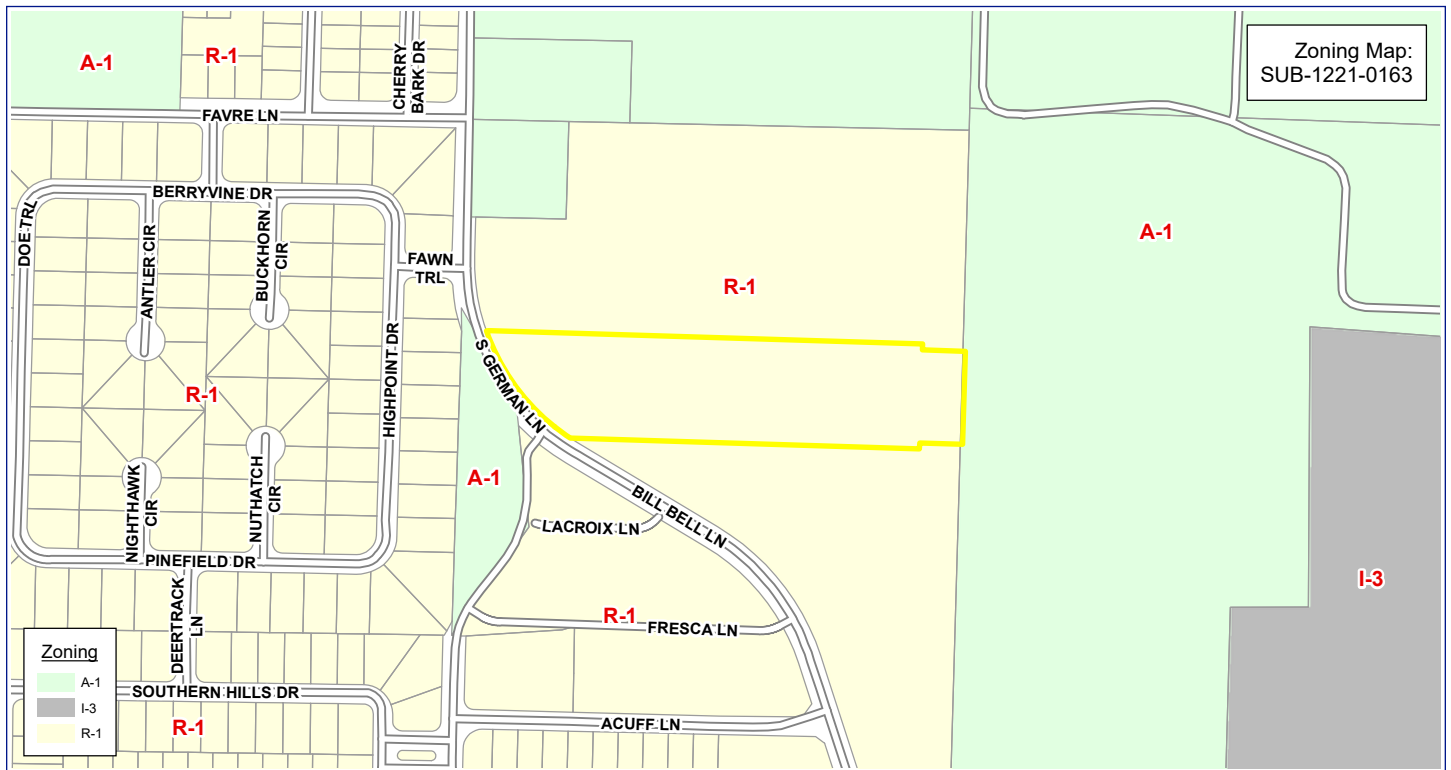 Zoning Map:
SUB-1221-0163
A-1
R-1
CHERRY
BARK DR
FAVRE LN
BERRYVINE DR
DOE TRL
ANTLER CIR
BUCKHORN
CIR
FAWN
TRL
A-1
R-1
HIGHPOINT DR
S GERMAN LN
R-1
NIGHTHAWK
CIR
NUTHATCH
CIR
A-1
BILL BELL LN
LACROIX LN
PINEFIELD DR
I-3
DEERTRACK
LN
R-1
FRESCA LN
SOUTHERN HILLS DR
R-1
ACUFF LN
Zoning
A-1
I-3
R-1